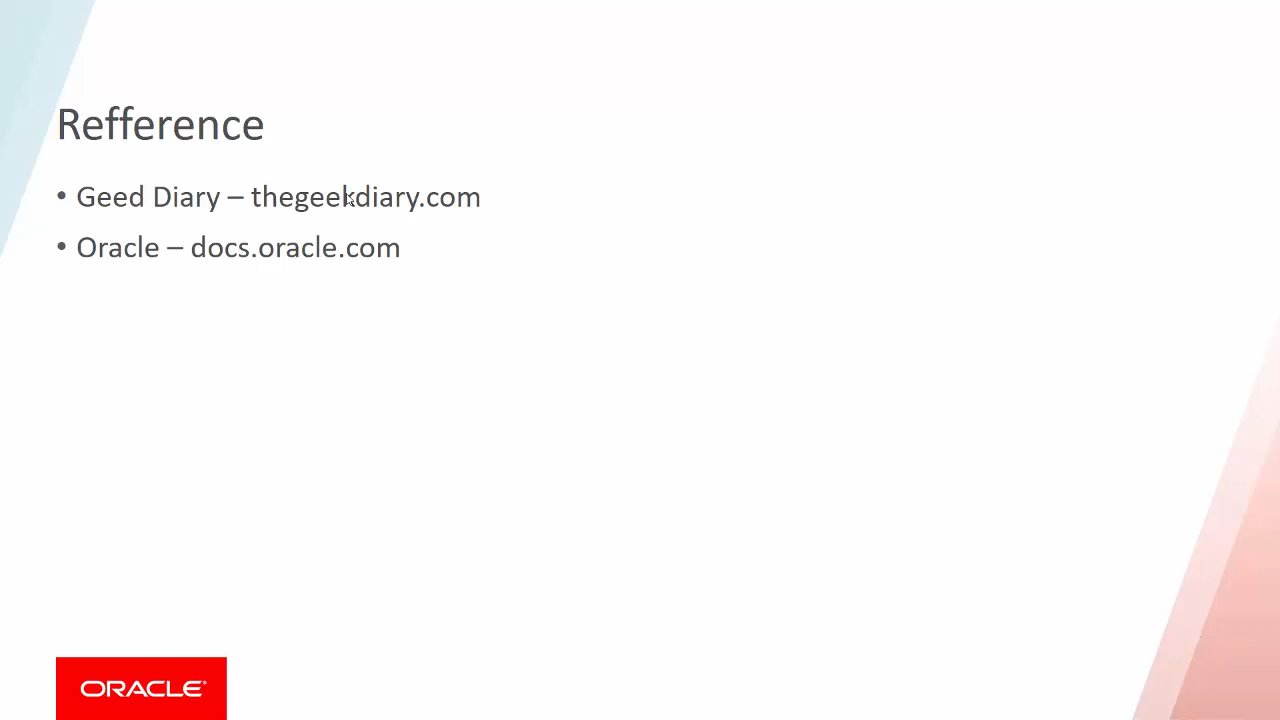 Refference
• Geed Diary – thegeekdiary.com
• Oracle – docs.oracle.com
ORACLE®